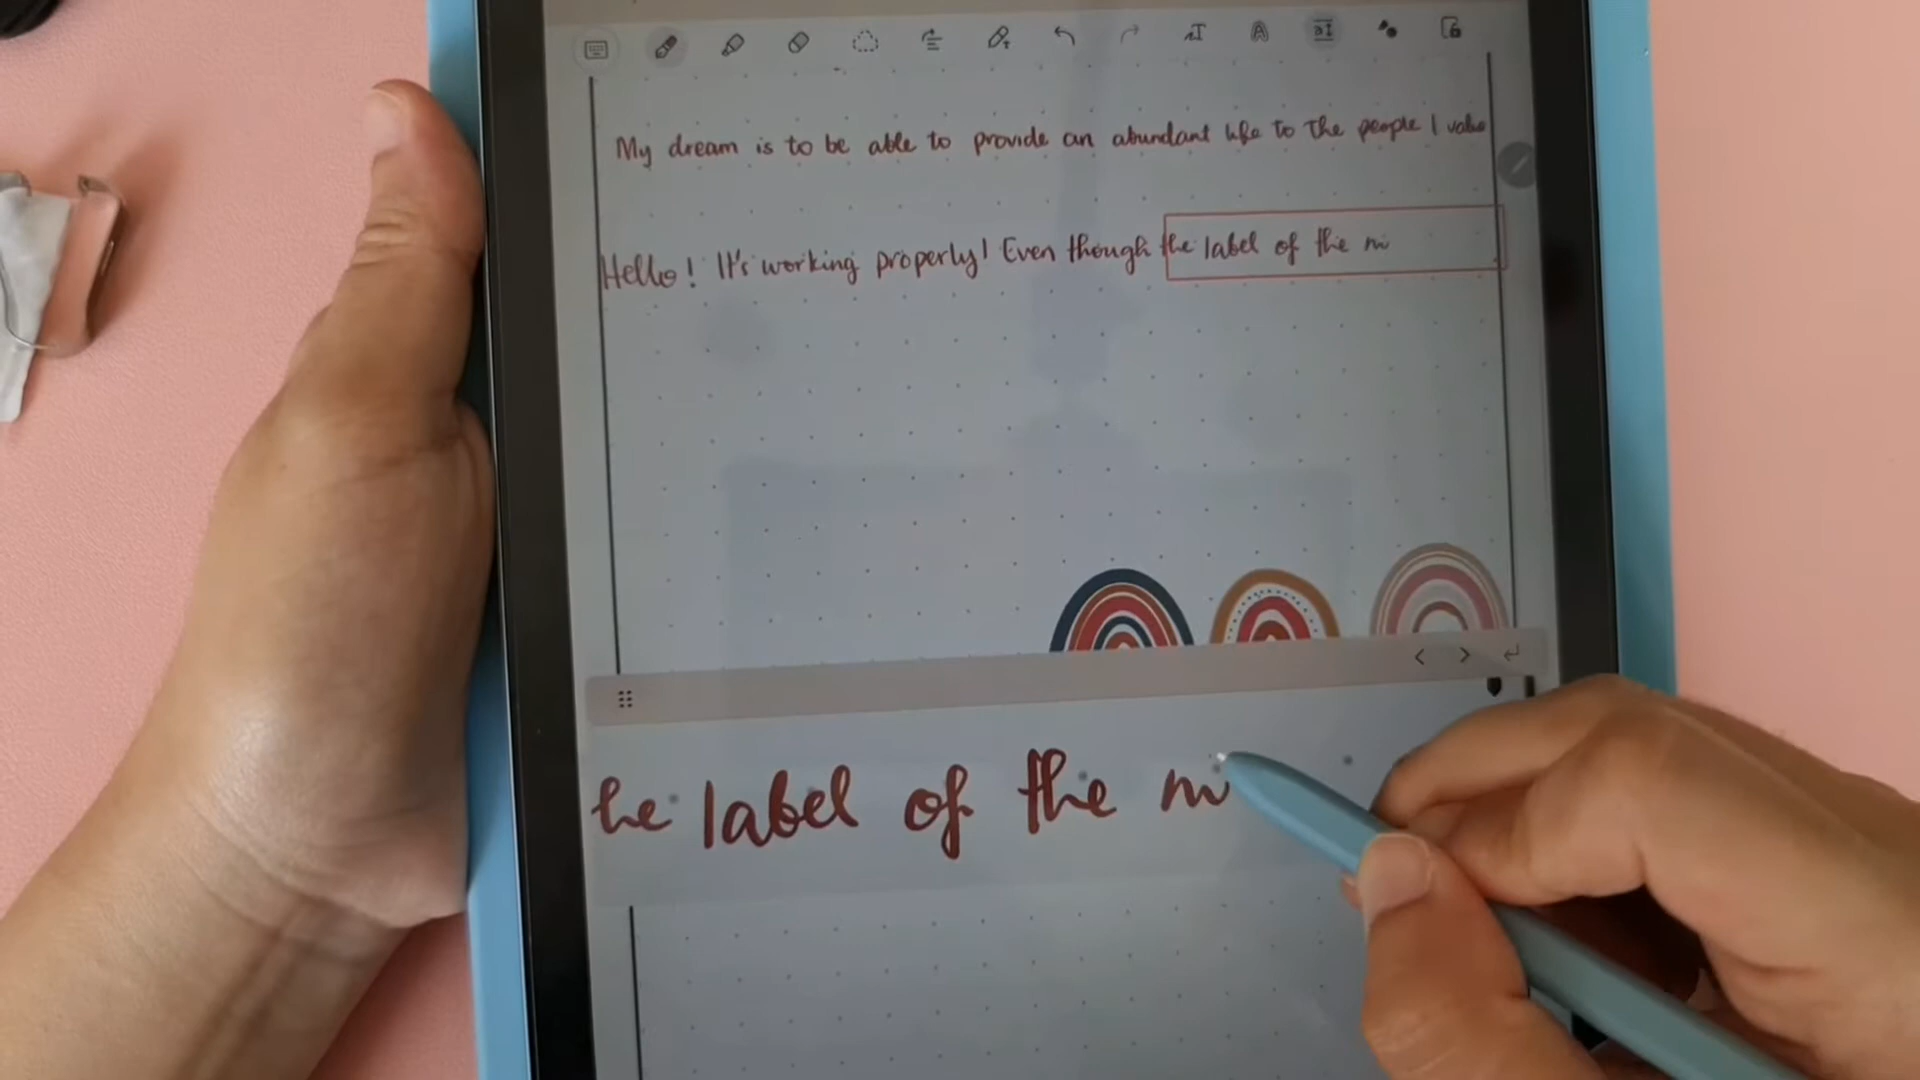 My dream is to be able to provide an abundant life to the people I value
Hello! It's working properly! Even though the label of the m
he label of the m